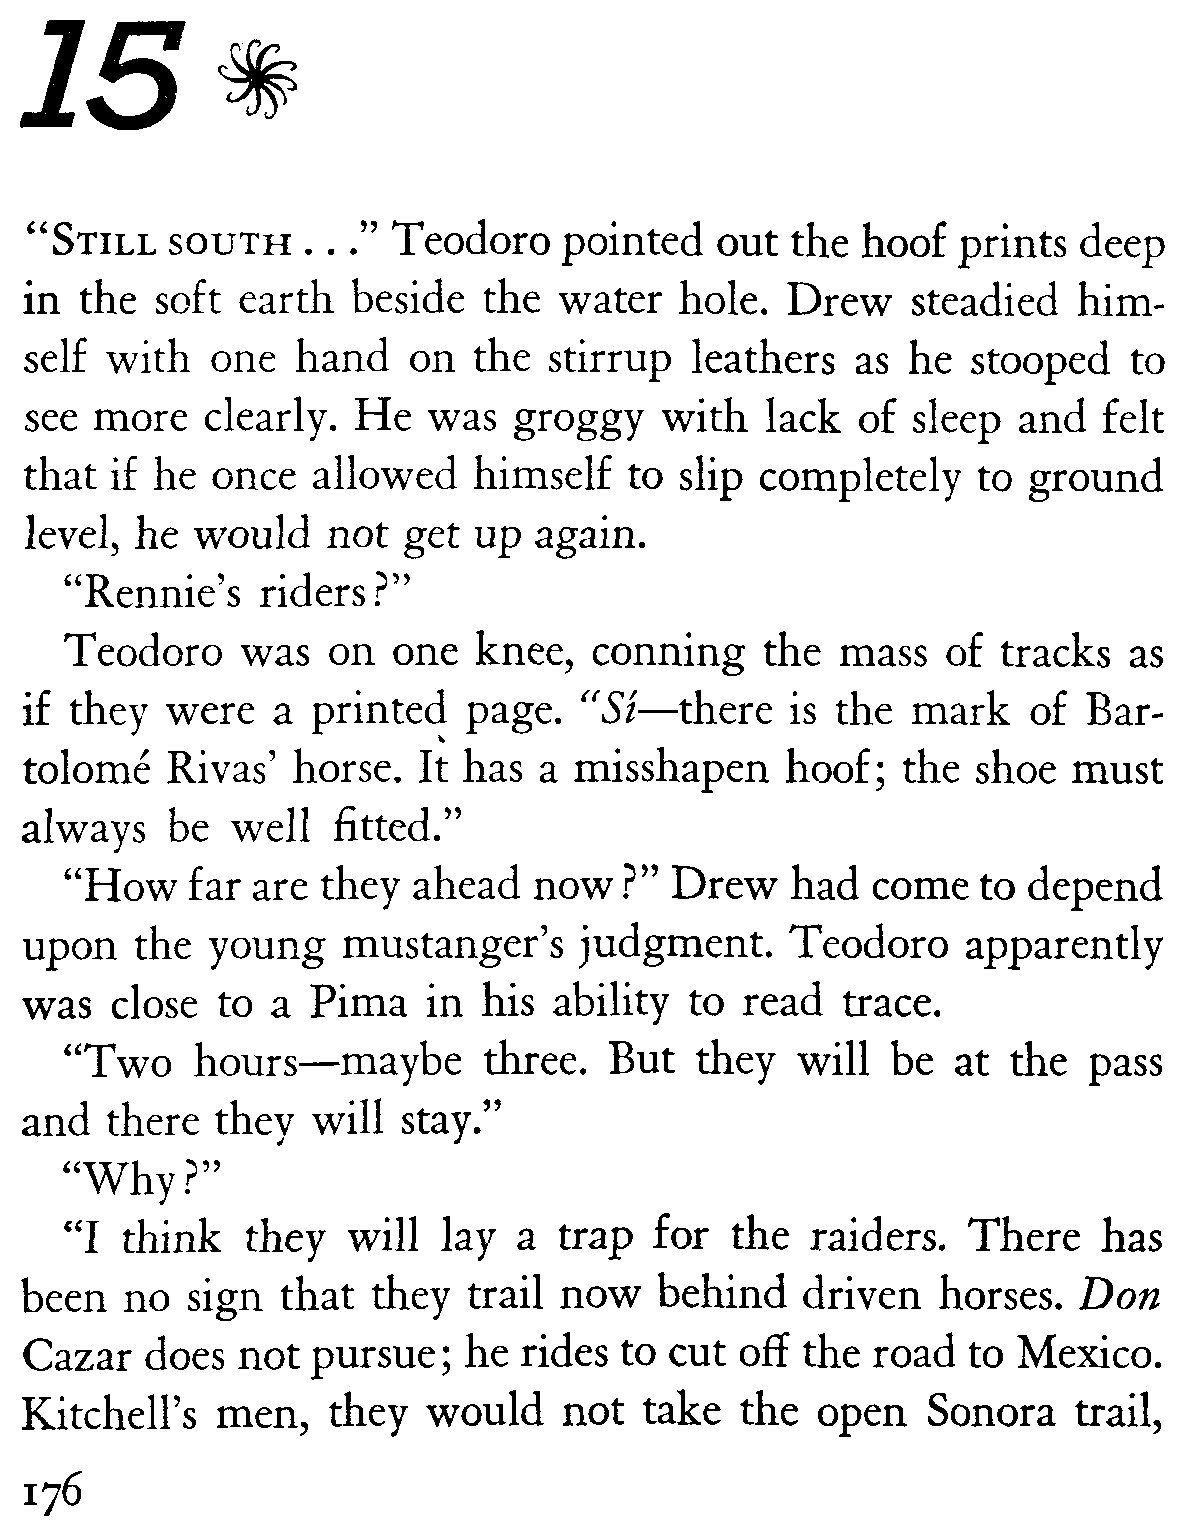 15
“STILL SOUTH . . .” Teodoro pointed out the hoof prints deep
in the soft earth beside the water hole. Drew steadied him-
self with one hand on the stirrup leathers as he stooped to
see more clearly. He was groggy with lack of sleep and felt
that if he once allowed himself to slip completely to ground
level, he would not get up again.
“Rennie’s riders?”
Teodoro was on one knee, conning the mass of tracks as
if they were a printed page. “Sí—there is the mark of Bar-
tolomé Rivas’ horse. It has a misshapen hoof; the shoe must
always be well fitted.”
“How far are they ahead now?” Drew had come to depend
upon the young mustanger’s judgment. Teodoro apparently
was close to a Pima in his ability to read trace.
“Two hours—maybe three. But they will be at the pass
and there they will stay.”
“Why?”
“I think they will lay a trap for the raiders. There has
been no sign that they trail now behind driven horses. Don
Cazar does not pursue; he rides to cut off the road to Mexico.
Kitchell’s men, they would not take the open Sonora trail,
176